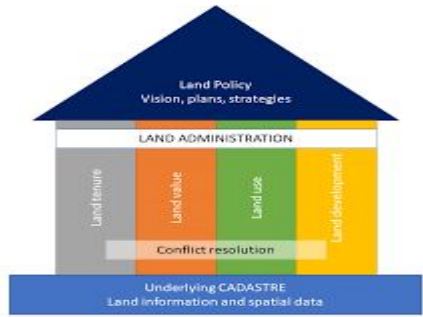 Land Policy
Vision, plans, strategies
LAND ADMINISTRATION
Land tenure
Land value
Land use
Land development
Conflict resolution
Underlying CADASTRE
Land information and spatial data